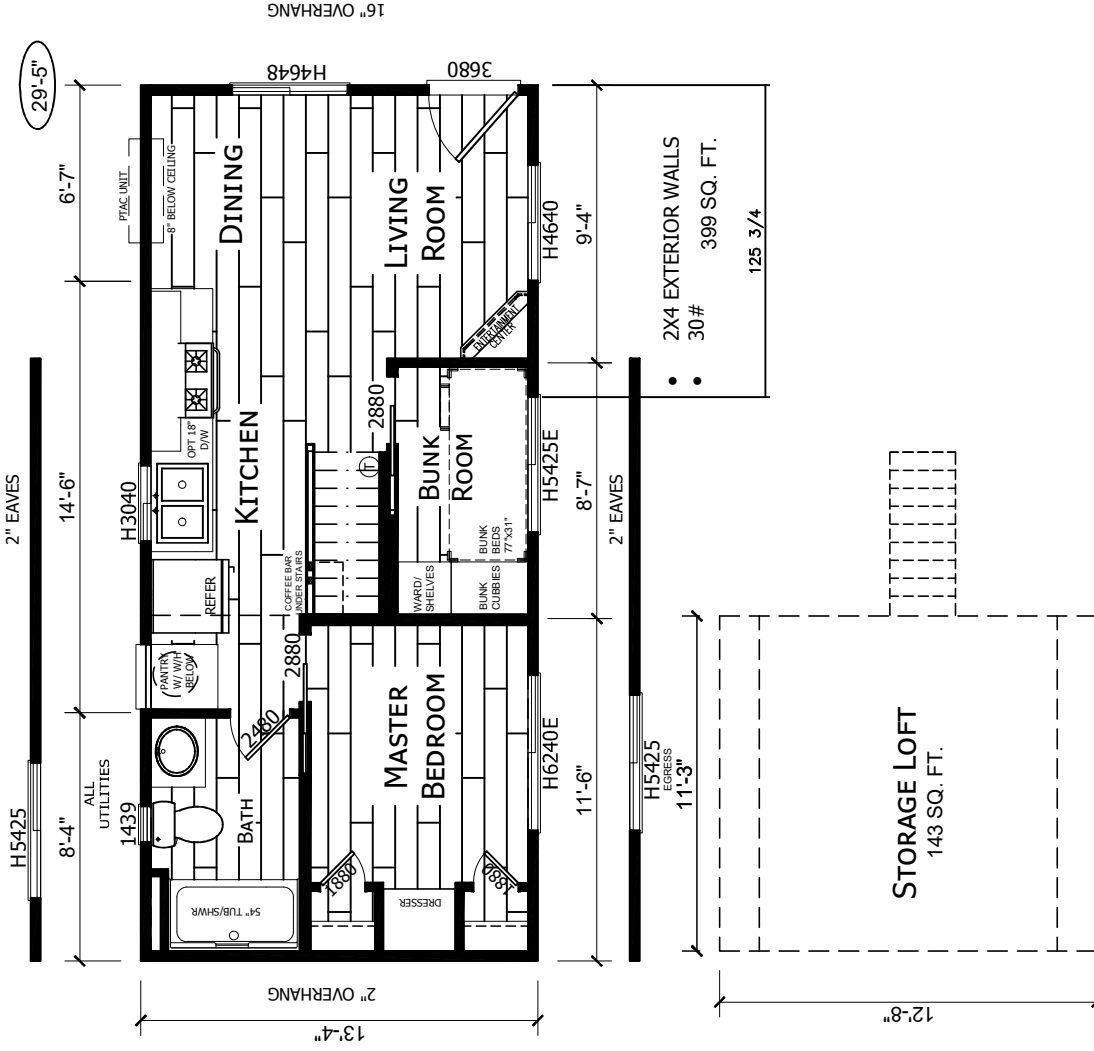 16" OVERHANG
29'-5"
6'-7"
14'-6"
8'-4"
2" EAVES
H5425
ALL
UTILITIES
1439
H3040
PTAC UNIT
8" BELOW CEILING
H4648
3680
DINING
LIVING
ROOM
H4640
9'-4"
ENTERTAINMENT
CENTER
OPT 18"
D/W
KITCHEN
REFER
PANTRY
W/ W/H
BELOW
COFFEE BAR
UNDER STAIRS
T
2880
BUNK
ROOM
BUNK
BEDS
77"x31"
WARD/
SHELVES
BUNK
CUBBIES
H5425E
8'-7"
2880
2480
BATH
54" TUB/SHWR
MASTER
BEDROOM
1880
1880
DRESSER
H6240E
11'-6"
2" OVERHANG
13'-4"
2" EAVES
H5425
EGRESS
11'-3"
• 2X4 EXTERIOR WALLS
• 30#
399 SQ. FT.
125 3/4
STORAGE LOFT
143 SQ. FT.
12'-8"